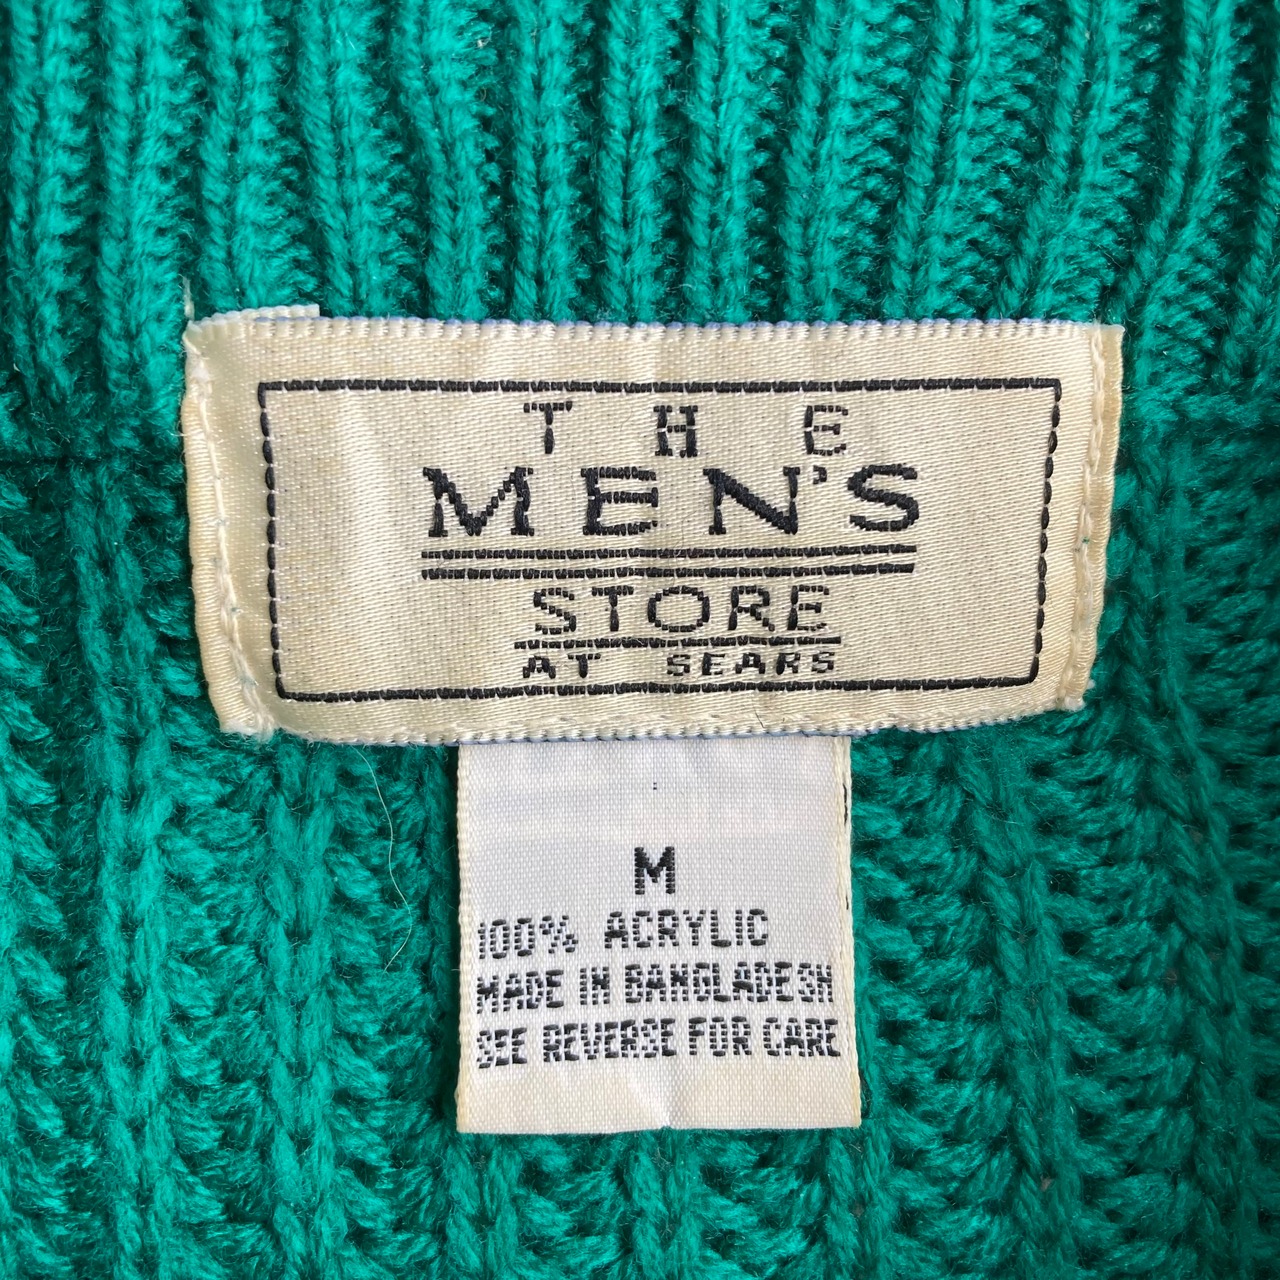 THE
MEN'S
STORE
AT SEARS
M
100% ACRYLIC
MADE IN BANGLADESH
SEE REVERSE FOR CARE